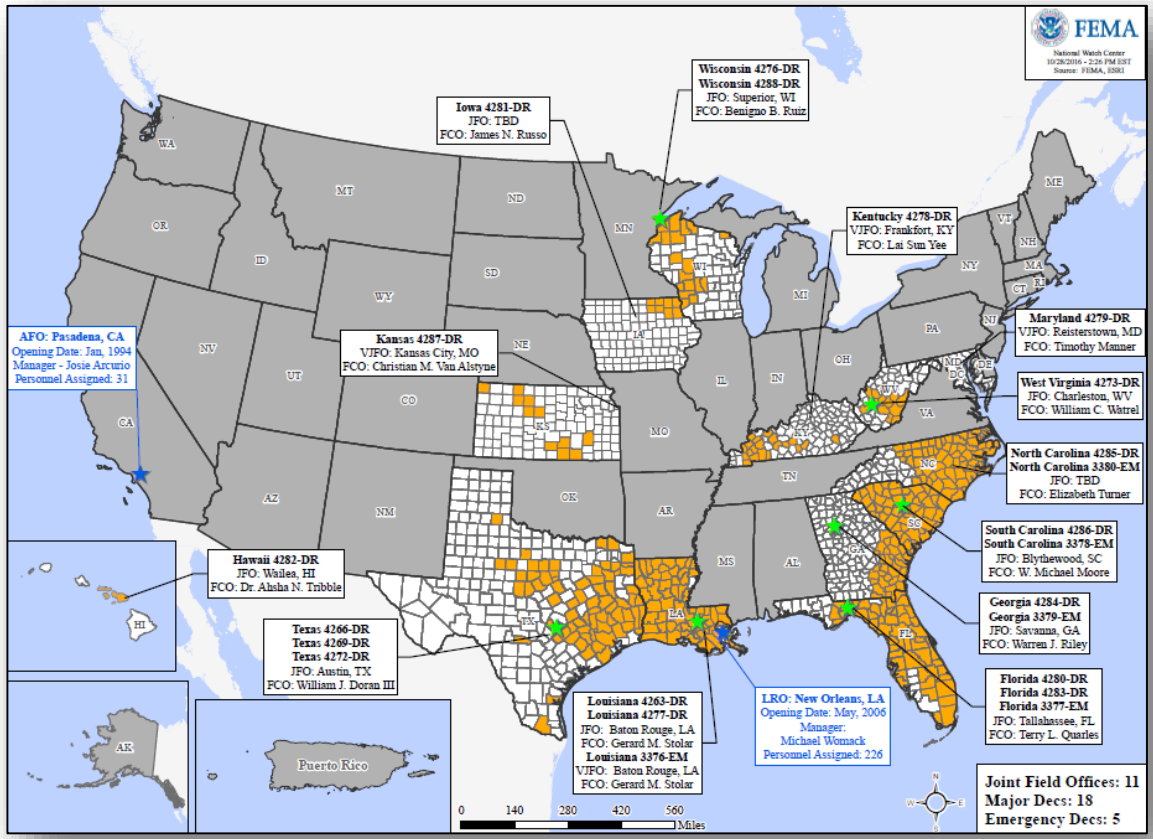 FEMA
National Watch Center
10/28/2016 - 2:26 PM EST
Source: FEMA, ESRI
Wisconsin 4276-DR
Wisconsin 4288-DR
JFO: Superior, WI
FCO: Benigno B. Ruiz
Iowa 4281-DR
JFO: TBD
FCO: James N. Russo
Kentucky 4278-DR
VJFO: Frankfort, KY
FCO: Lai Sun Yee
Maryland 4279-DR
VJFO: Reisterstown, MD
FCO: Timothy Manner
AFO: Pasadena, CA
Opening Date: Jan, 1994
Manager - Josie Arcurio
Personnel Assigned: 31
Kansas 4287-DR
VJFO: Kansas City, MO
FCO: Christian M. Van Alstyne
West Virginia 4273-DR
JFO: Charleston, WV
FCO: William C. Watrel
North Carolina 4285-DR
North Carolina 3380-EM
JFO: TBD
FCO: Elizabeth Turner
South Carolina 4286-DR
South Carolina 3378-EM
JFO: Blythewood, SC
FCO: W. Michael Moore
Hawaii 4282-DR
JFO: Wailea, HI
FCO: Dr. Ahsha N. Tribble
Georgia 4284-DR
Georgia 3379-EM
JFO: Savanna, GA
FCO: Warren J. Riley
Texas 4266-DR
Texas 4269-DR
Texas 4272-DR
JFO: Austin, TX
FCO: William J. Doran III
Florida 4280-DR
Florida 4283-DR
Florida 3377-EM
JFO: Tallahassee, FL
FCO: Terry L. Quarles
Louisiana 4263-DR
Louisiana 4277-DR
JFO: Baton Rouge, LA
FCO: Gerard M. Stolar
Louisiana 3376-EM
VJFO: Baton Rouge, LA
FCO: Gerard M. Stolar
LRO: New Orleans, LA
Opening Date: May, 2006
Manager:
Michael Womack
Personnel Assigned: 226
WA
OR
ID
MT
ND
SD
MN
WI
MI
WY
NV
UT
CA
AZ
NM
CO
NE
KS
OK
TX
IA
MO
AR
LA
MS
AL
TN
KY
IL
IN
OH
WV
VA
NC
SC
GA
FL
PA
NY
VT
NH
ME
MA
RI
CT
NJ
MD
DE
DC
HI
AK
Puerto Rico
0 140 280 420 560
Miles
N
W E
S
Joint Field Offices: 11
Major Decs: 18
Emergency Decs: 5